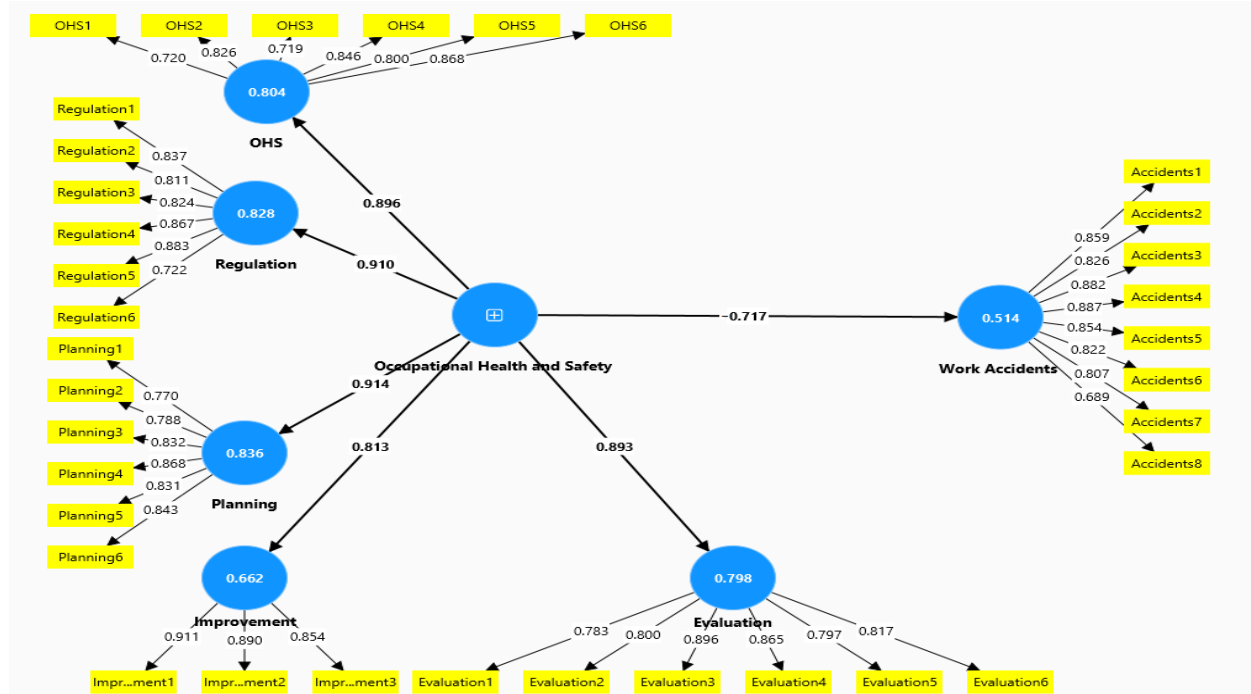 OHS1 OHS2 OHS3 OHS4 OHS5 OHS6
0.720 0.826 0.719 0.846 0.800 0.868
0.804
OHS
Regulation1
Regulation2
Regulation3
Regulation4
Regulation5
Regulation6
0.837
0.811
0.824
0.867
0.883
0.722
0.828
Regulation
0.896
0.910
Occupational Health and Safety
-0.717
0.914
0.813
0.893
Planning1
Planning2
Planning3
Planning4
Planning5
Planning6
0.770
0.788
0.832
0.868
0.831
0.843
0.836
Planning
0.662
Improvement
0.911 0.890 0.854
Impr...ment1 Impr...ment2 Impr...ment3
0.798
Evaluation
0.783 0.800 0.896 0.865 0.797 0.817
Evaluation1 Evaluation2 Evaluation3 Evaluation4 Evaluation5 Evaluation6
0.514
Work Accidents
0.859
0.826
0.882
0.887
0.854
0.822
0.807
0.689
Accidents1
Accidents2
Accidents3
Accidents4
Accidents5
Accidents6
Accidents7
Accidents8